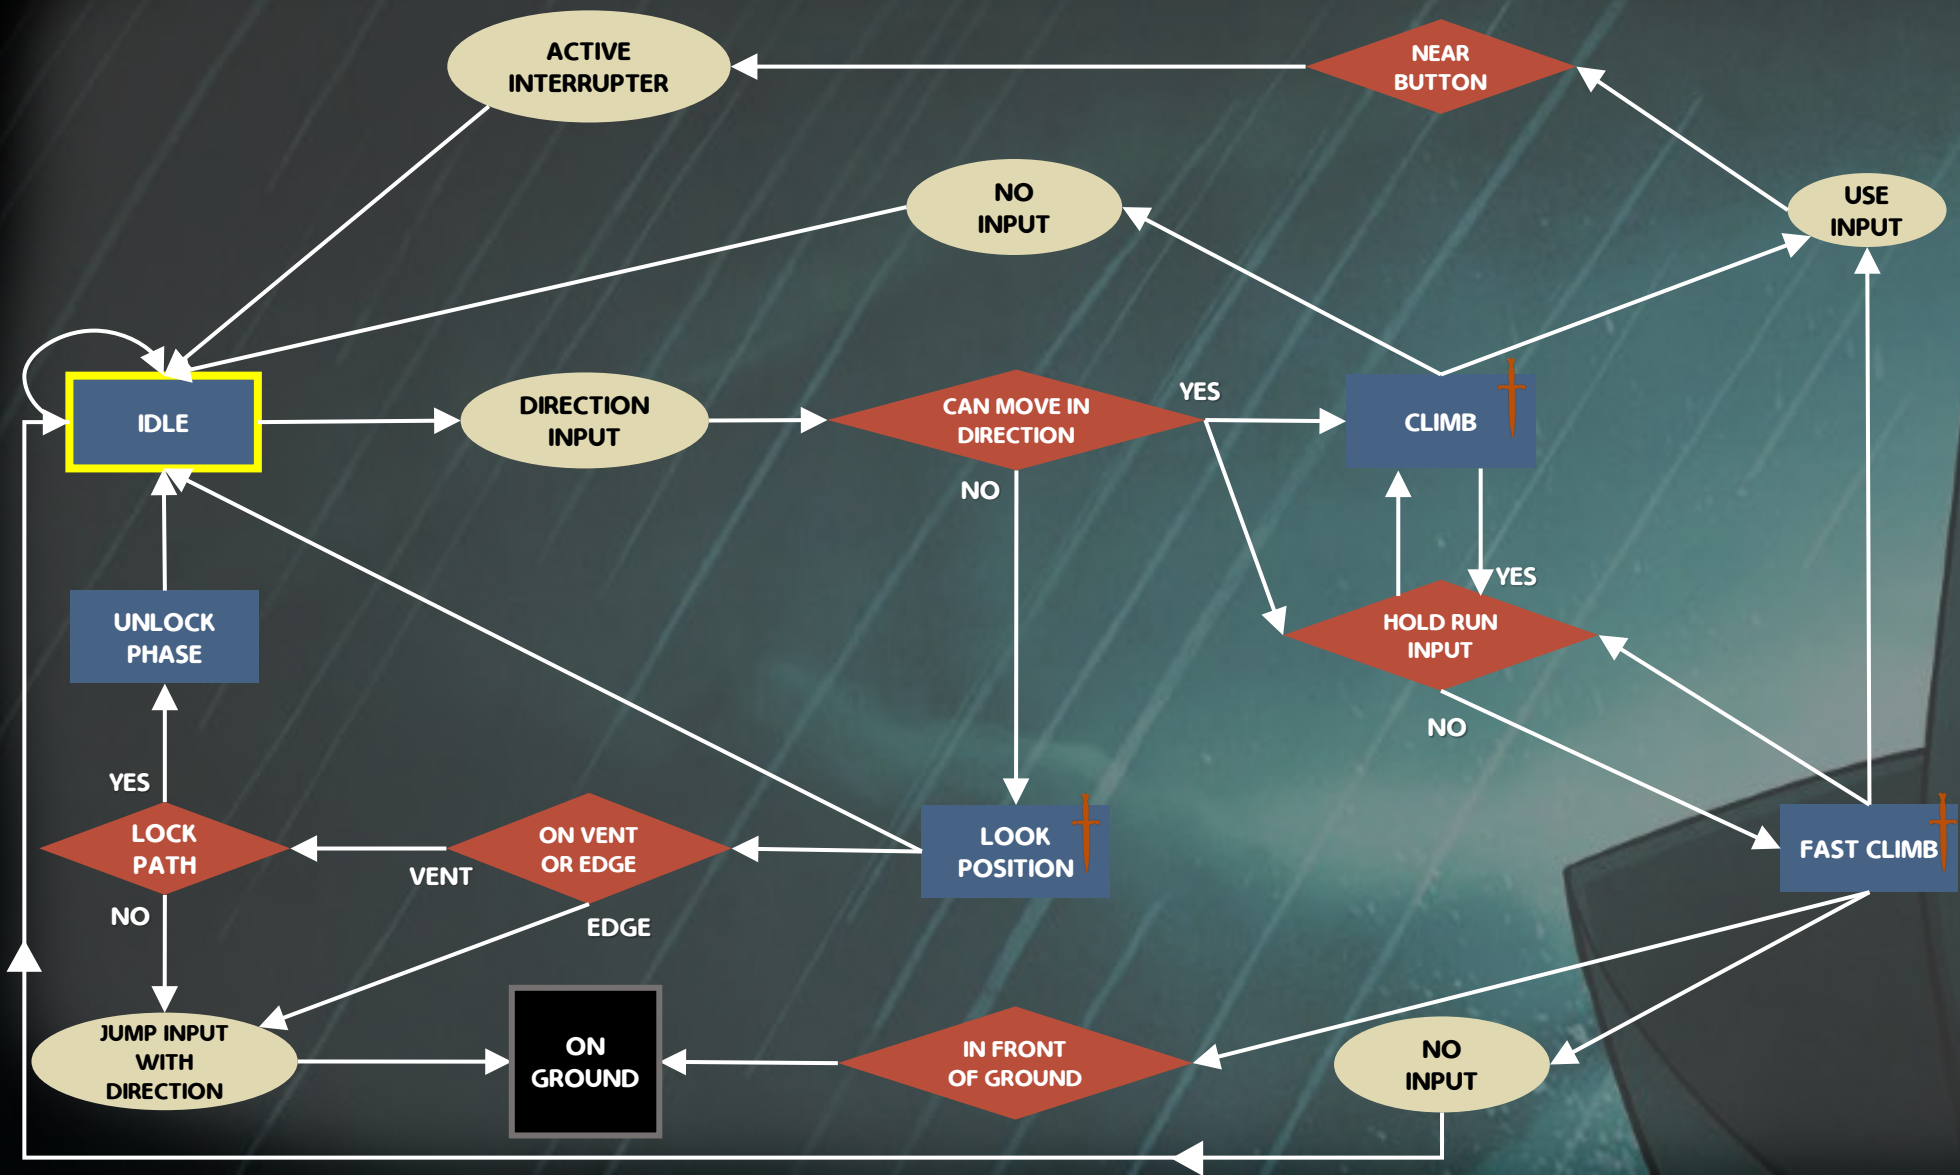 ACTIVE
INTERRUPTER
NEAR
BUTTON
NO
INPUT
USE
INPUT
IDLE
DIRECTION
INPUT
CAN MOVE IN
DIRECTION
YES
CLIMB
NO
UNLOCK
PHASE
YES
HOLD RUN
INPUT
NO
YES
LOCK
PATH
ON VENT
OR EDGE
VENT
LOOK
POSITION
FAST CLIMB
NO
EDGE
JUMP INPUT
WITH
DIRECTION
ON
GROUND
IN FRONT
OF GROUND
NO
INPUT